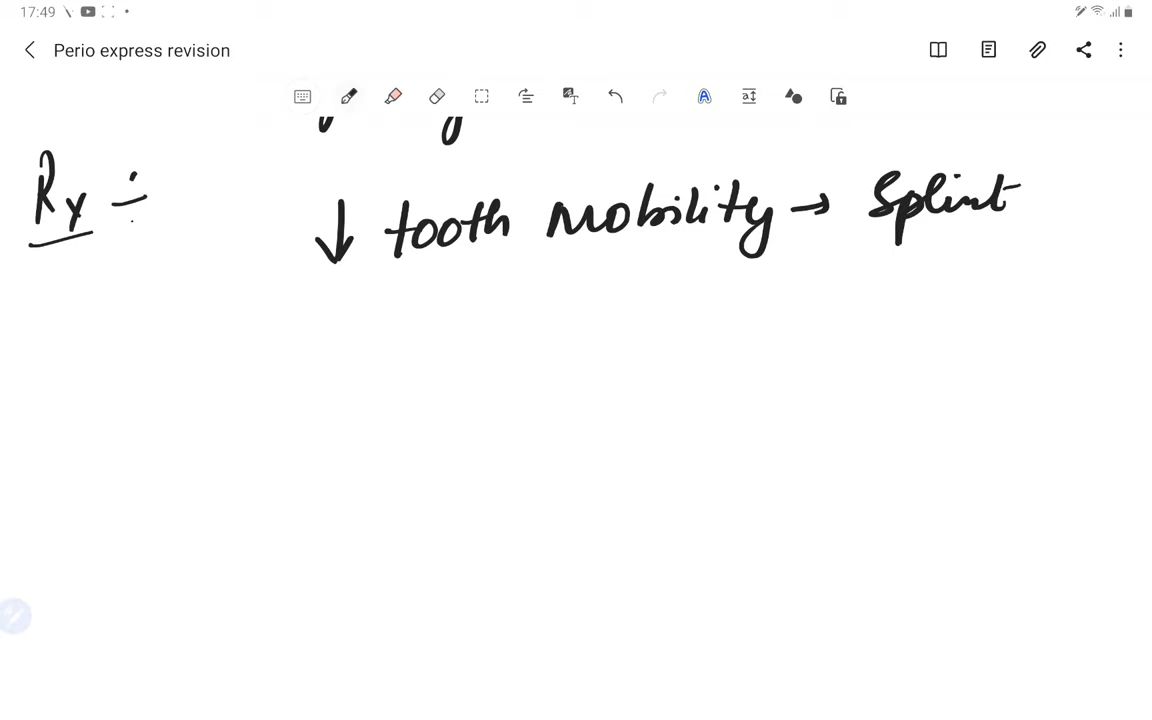 17:49
Perio express revision
Rx :-
↓ tooth mobility → Splint